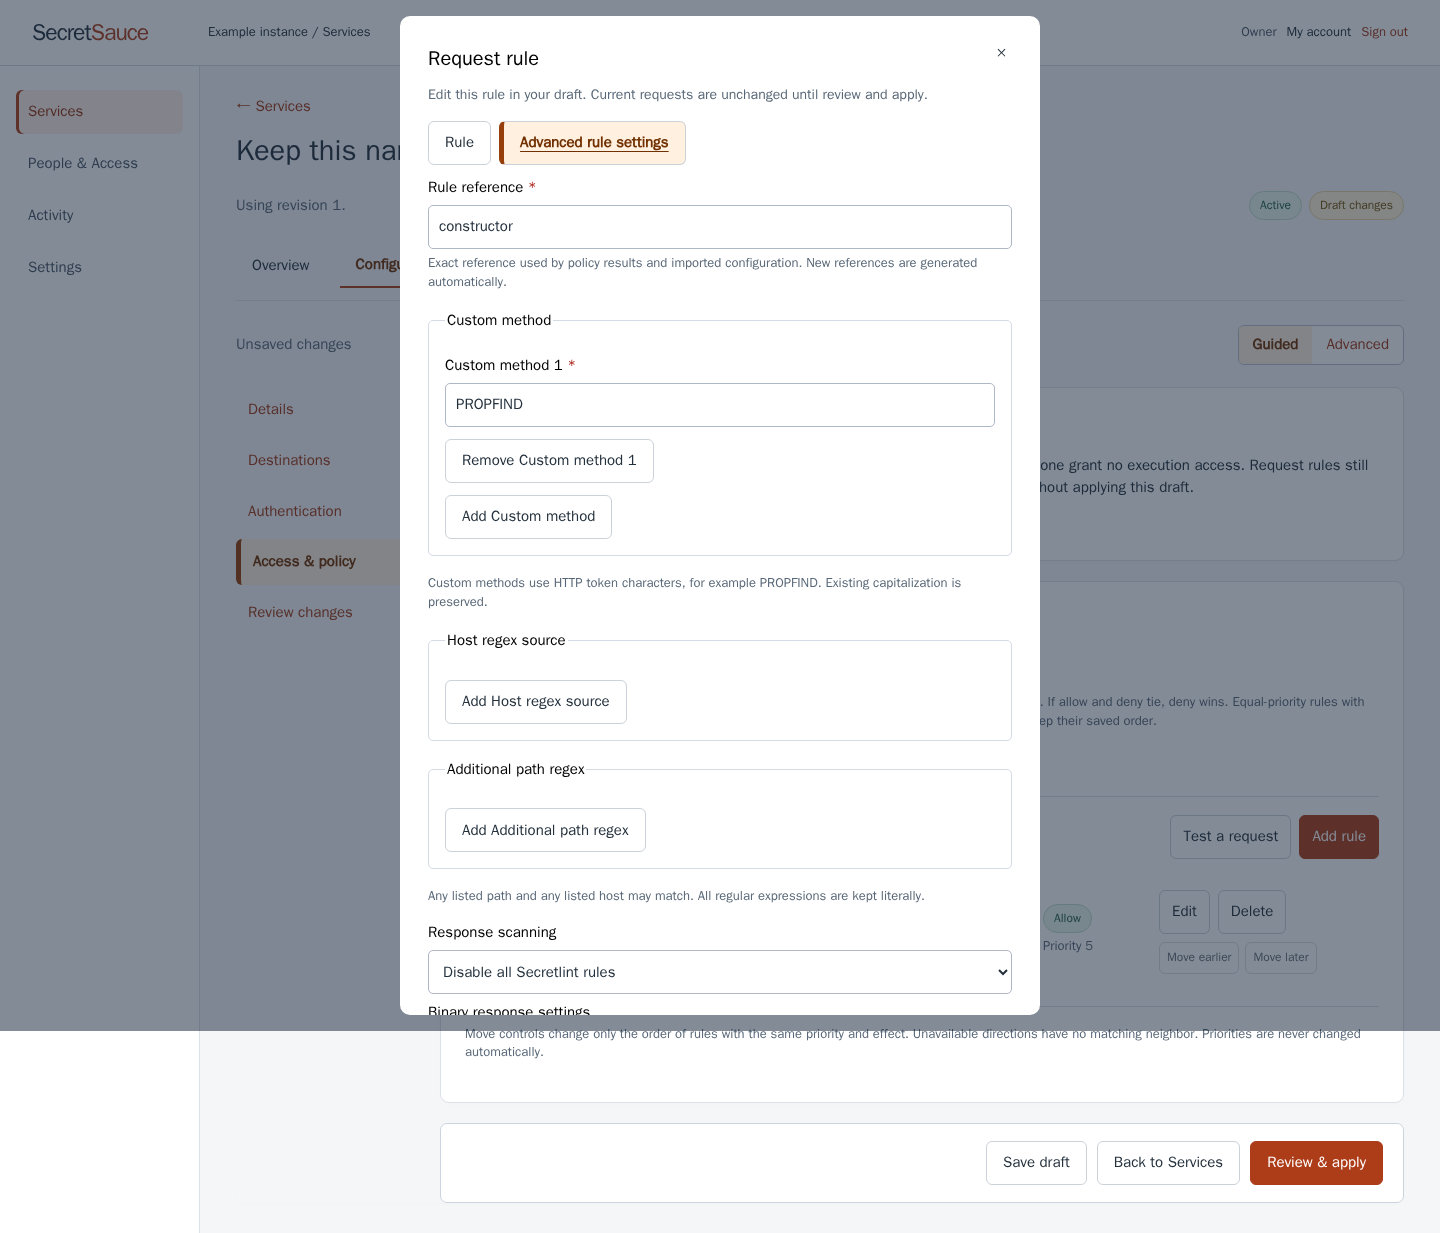 SecretSauce
Example instance / Services
Owner My account Sign out
Services
People & Access
Activity
Settings
← Services
Keep this nar
Using revision 1.
Active
Draft changes
Overview
Configu
Unsaved changes
Guided
Advanced
Details
Destinations
Authentication
Access & policy
Review changes
one grant no execution access. Request rules still
hout applying this draft.
. If allow and deny tie, deny wins. Equal-priority rules with
ep their saved order.
Test a request
Add rule
Allow
Priority 5
Edit
Delete
Move earlier
Move later
Request rule
×
Edit this rule in your draft. Current requests are unchanged until review and apply.
Rule
Advanced rule settings
Rule reference *
constructor
Exact reference used by policy results and imported configuration. New references are generated
automatically.
Custom method
Custom method 1 *
PROPFIND
Remove Custom method 1
Add Custom method
Custom methods use HTTP token characters, for example PROPFIND. Existing capitalization is
preserved.
Host regex source
Add Host regex source
Additional path regex
Add Additional path regex
Any listed path and any listed host may match. All regular expressions are kept literally.
Response scanning
Disable all Secretlint rules
Binary response settings
Move controls change only the order of rules with the same priority and effect. Unavailable directions have no matching neighbor. Priorities are never changed
automatically.
Save draft
Back to Services
Review & apply